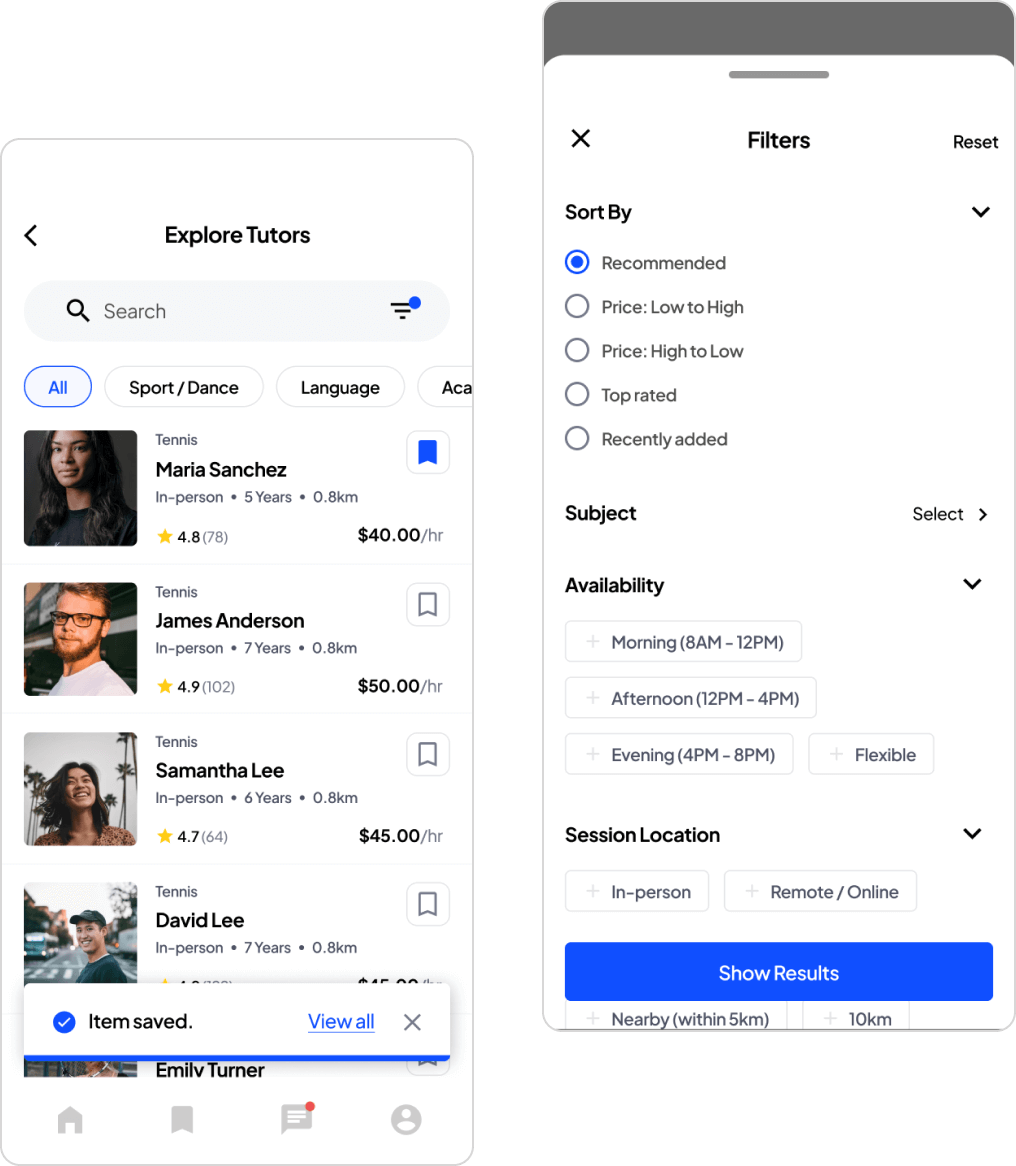 Explore Tutors
Search
All
Sport / Dance
Language
Aca
Tennis
Maria Sanchez
In-person • 5 Years • 0.8km
4.8 (78)
$40.00/hr
Tennis
James Anderson
In-person • 7 Years • 0.8km
4.9 (102)
$50.00/hr
Tennis
Samantha Lee
In-person • 6 Years • 0.8km
4.7 (64)
$45.00/hr
Tennis
David Lee
In-person • 7 Years • 0.8km
$45.00/hr
Item saved.
View all
Emily Turner
Filters
Reset
Sort By
Recommended
Price: Low to High
Price: High to Low
Top rated
Recently added
Subject
Select
Availability
Morning (8AM - 12PM)
Afternoon (12PM - 4PM)
Evening (4PM - 8PM)
Flexible
Session Location
In-person
Remote / Online
Show Results
Nearby (within 5km)
10km